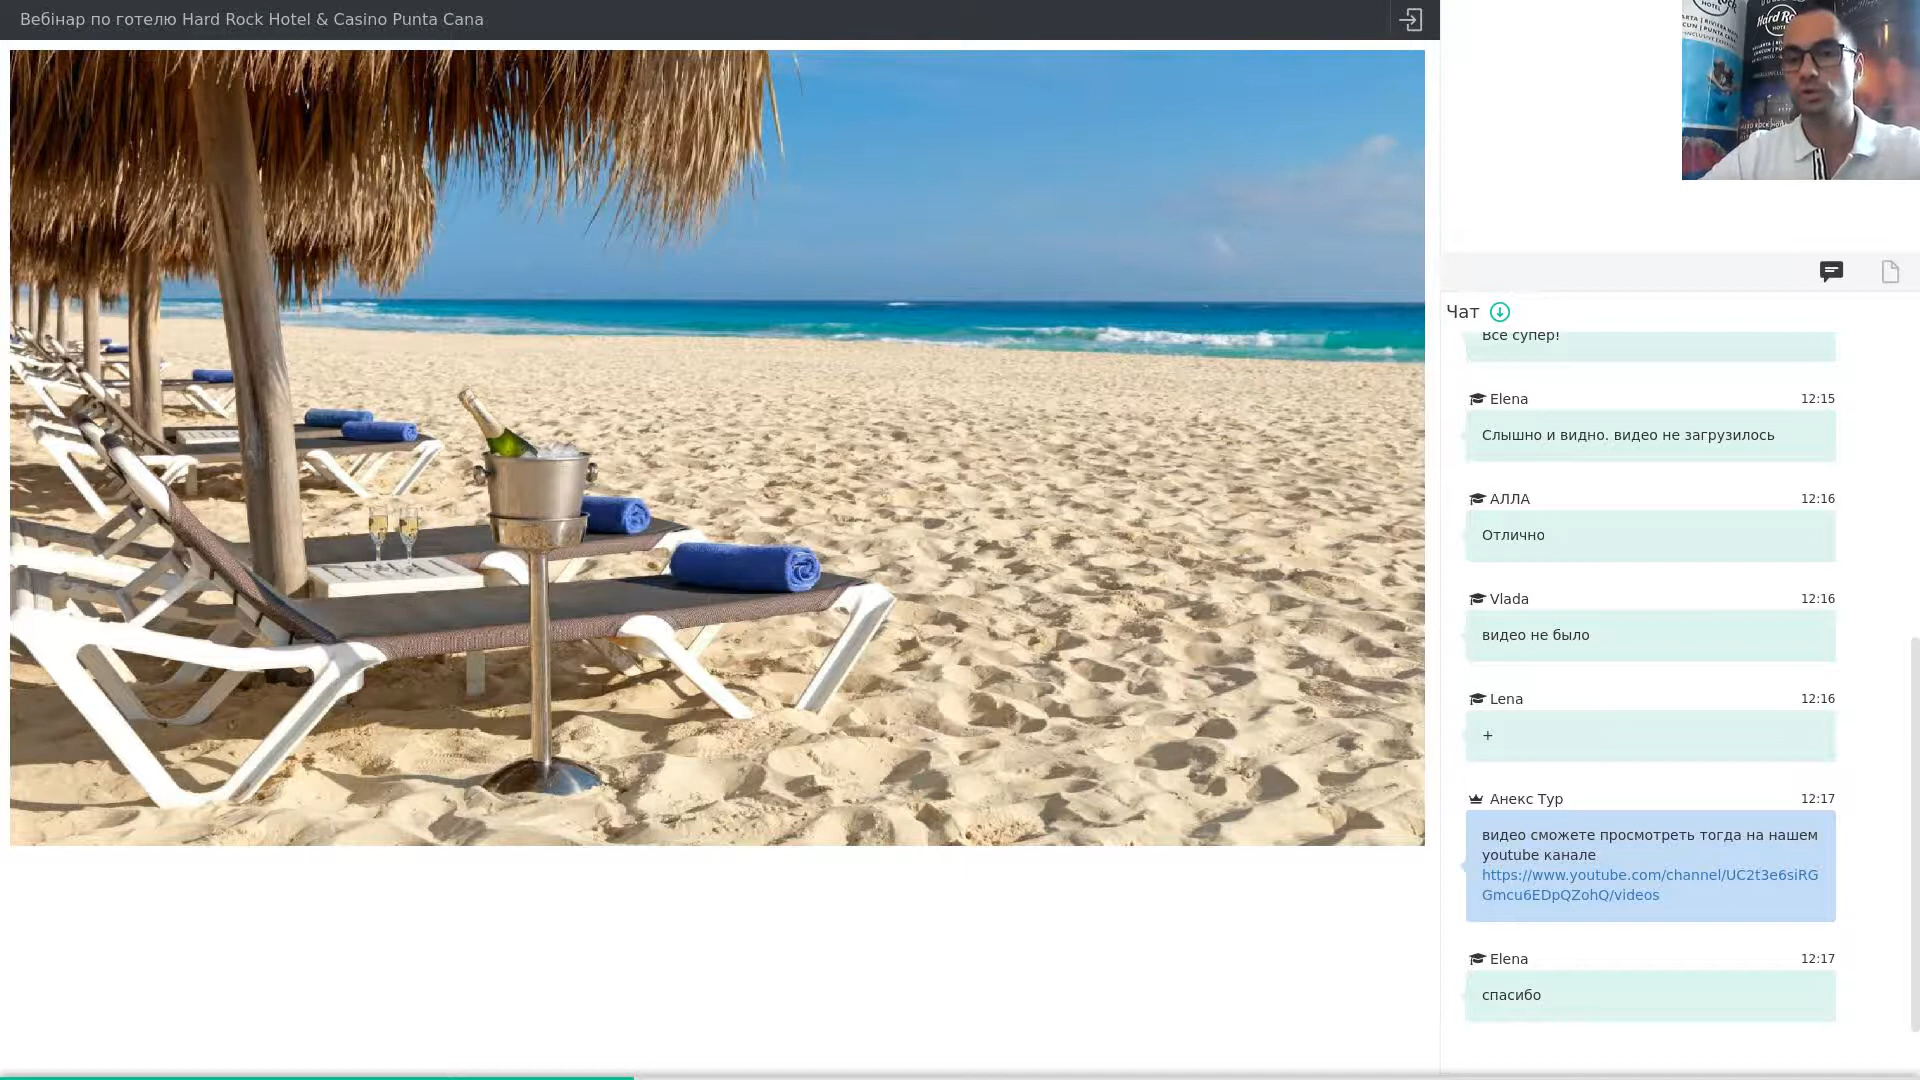 Вебінар по готелю Hard Rock Hotel & Casino Punta Cana
Hard Ro
HOTEL
Чат
Все супер!
Elena 12:15
Слышно и видно. видео не загрузилось
АЛЛА 12:16
Отлично
Vlada 12:16
видео не было
Lena 12:16
+
Анекс Тур 12:17
видео сможете просмотреть тогда на нашем
youtube канале
https://www.youtube.com/channel/UC2t3e6siRG
Gmcu6EDpQZohQ/videos
Elena 12:17
спасибо